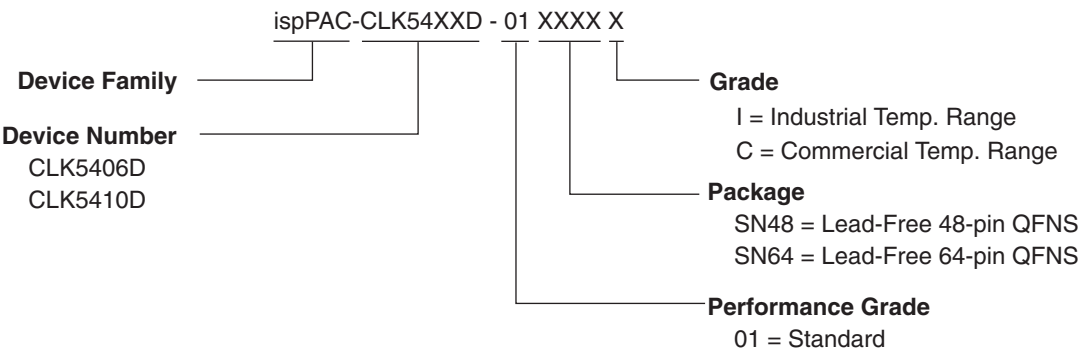 ispPAC-CLK54XXD - 01 XXXX X
Device Family
Device Number
CLK5406D
CLK5410D
Grade
I = Industrial Temp. Range
C = Commercial Temp. Range
Package
SN48 = Lead-Free 48-pin QFNS
SN64 = Lead-Free 64-pin QFNS
Performance Grade
01 = Standard